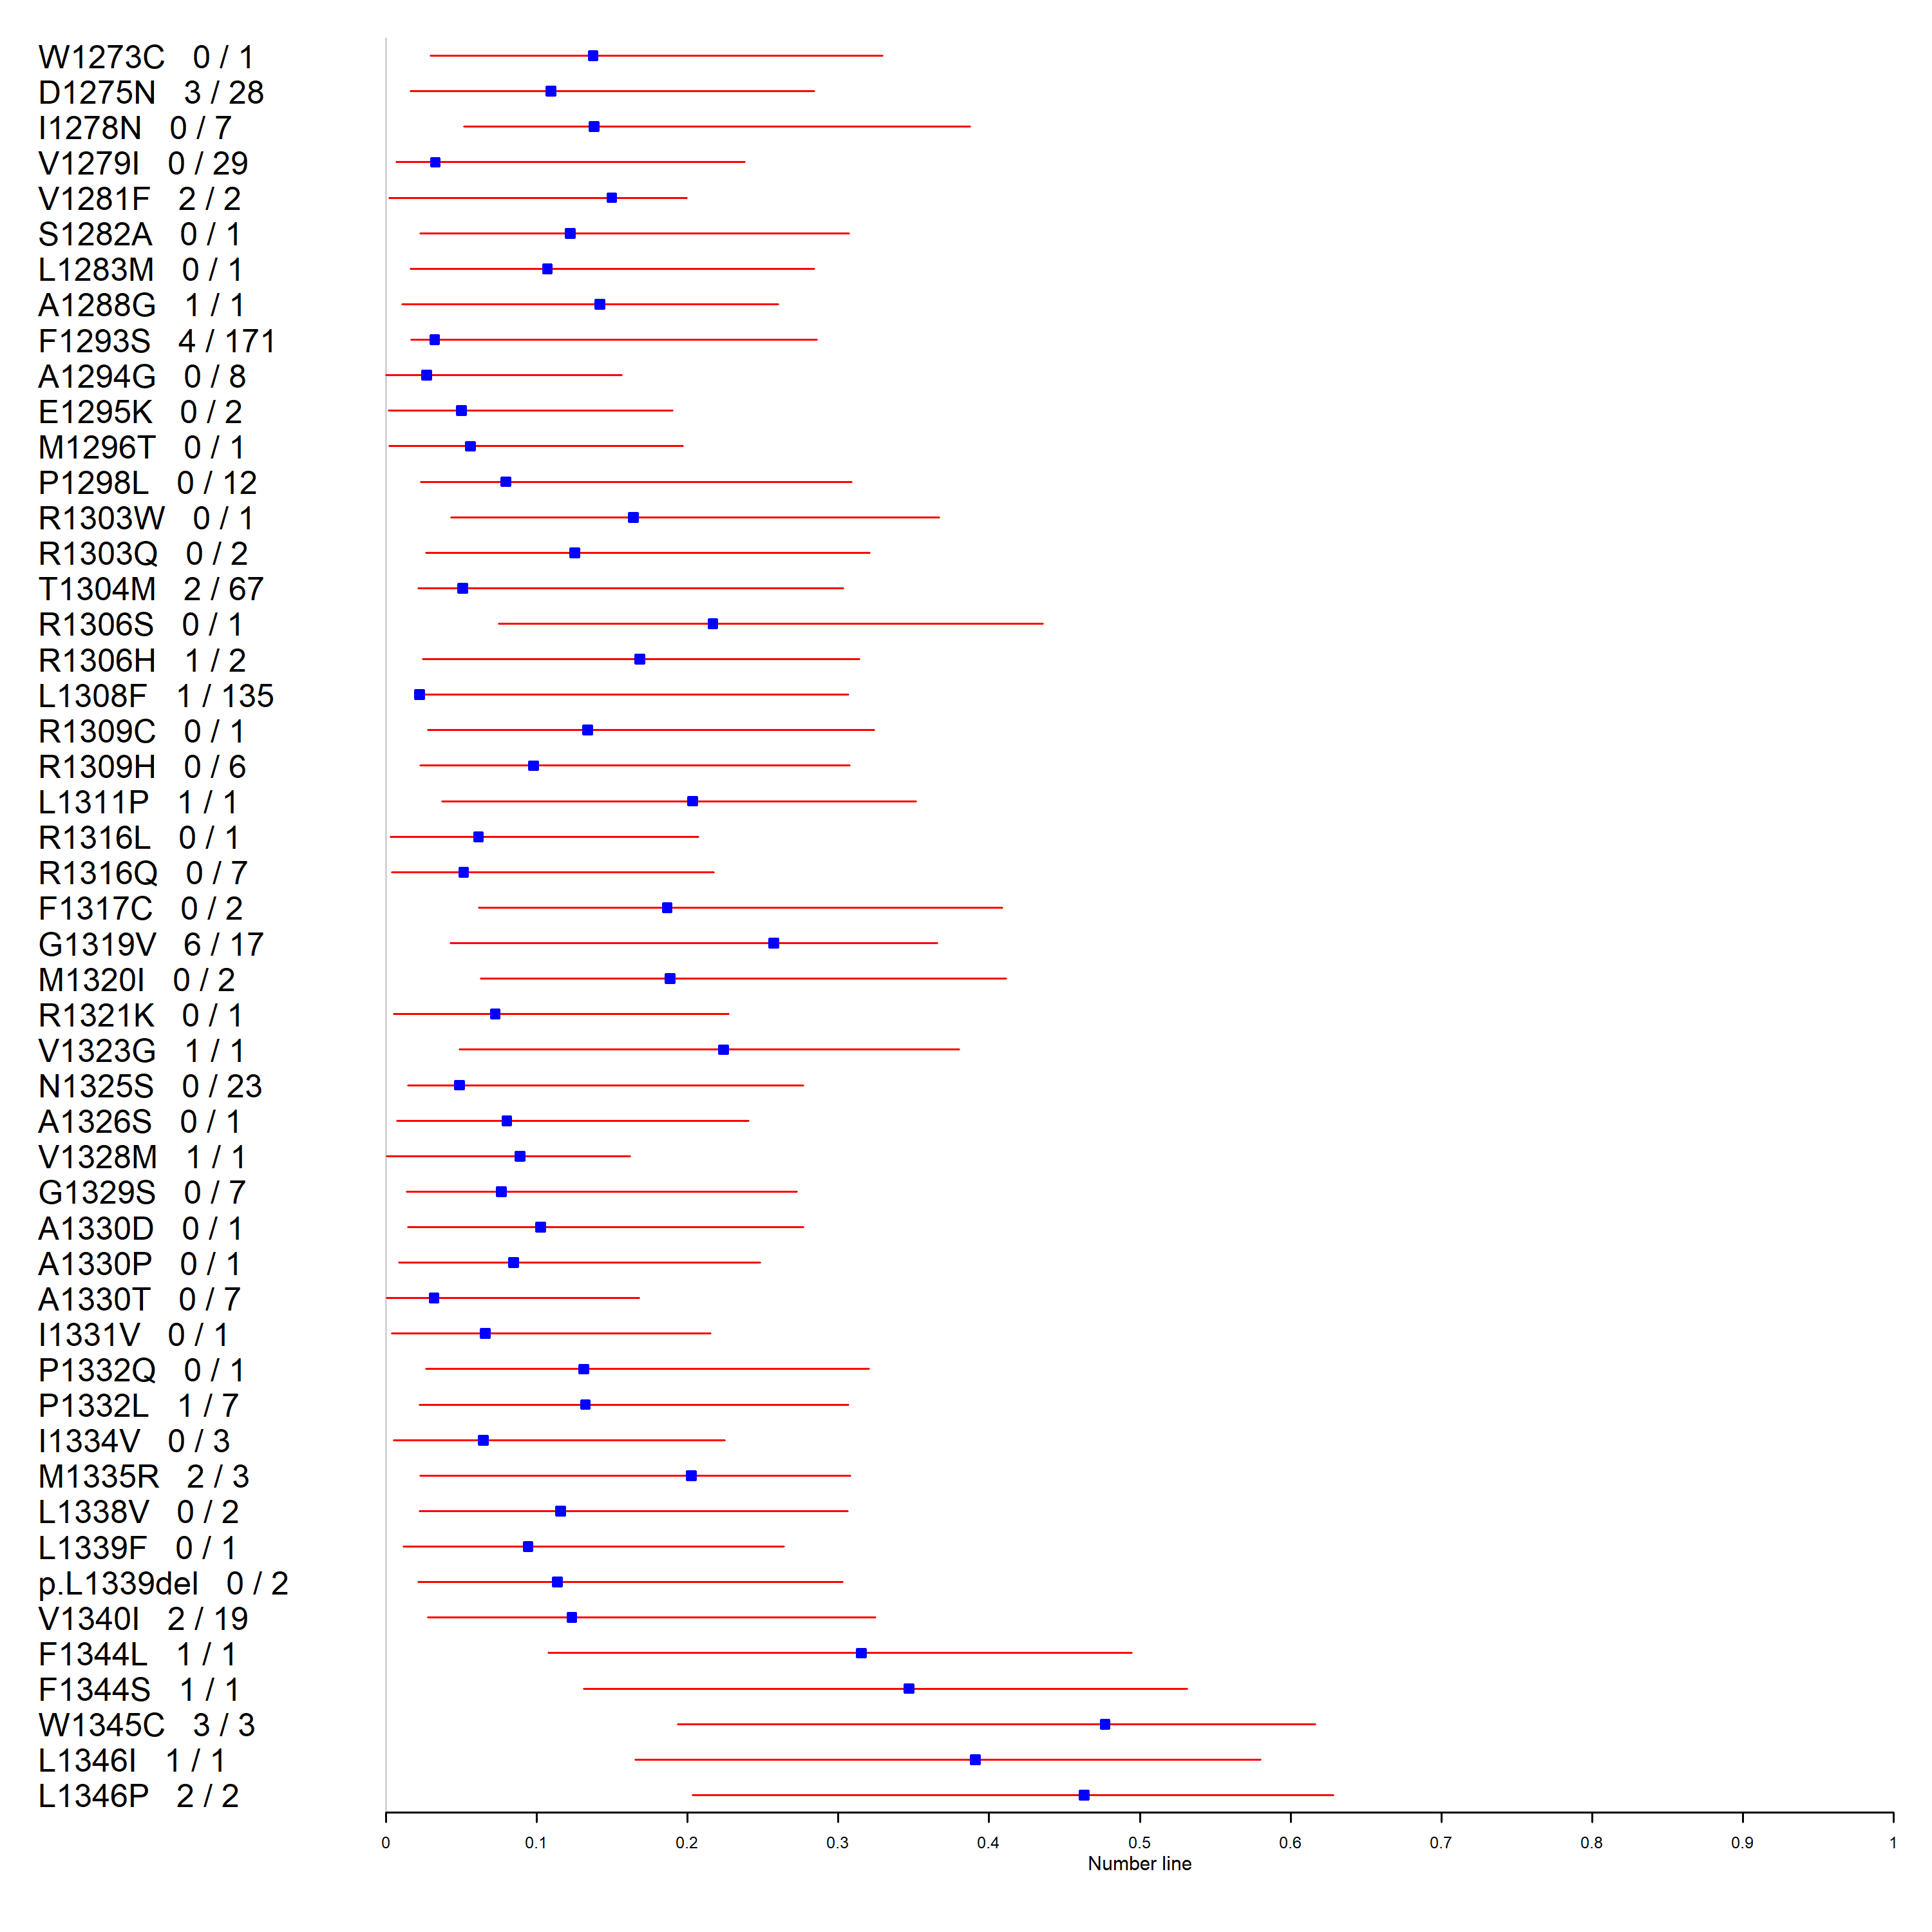 W1273C 0 / 1
D1275N 3 / 28
I1278N 0 / 7
V1279I 0 / 29
V1281F 2 / 2
S1282A 0 / 1
L1283M 0 / 1
A1288G 1 / 1
F1293S 4 / 171
A1294G 0 / 8
E1295K 0 / 2
M1296T 0 / 1
P1298L 0 / 12
R1303W 0 / 1
R1303Q 0 / 2
T1304M 2 / 67
R1306S 0 / 1
R1306H 1 / 2
L1308F 1 / 135
R1309C 0 / 1
R1309H 0 / 6
L1311P 1 / 1
R1316L 0 / 1
R1316Q 0 / 7
F1317C 0 / 2
G1319V 6 / 17
M1320I 0 / 2
R1321K 0 / 1
V1323G 1 / 1
N1325S 0 / 23
A1326S 0 / 1
V1328M 1 / 1
G1329S 0 / 7
A1330D 0 / 1
A1330P 0 / 1
A1330T 0 / 7
I1331V 0 / 1
P1332Q 0 / 1
P1332L 1 / 7
I1334V 0 / 3
M1335R 2 / 3
L1338V 0 / 2
L1339F 0 / 1
p.L1339del 0 / 2
V1340I 2 / 19
F1344L 1 / 1
F1344S 1 / 1
W1345C 3 / 3
L1346I 1 / 1
L1346P 2 / 2
0 0.1 0.2 0.3 0.4 0.5 0.6 0.7 0.8 0.9 1
Number line